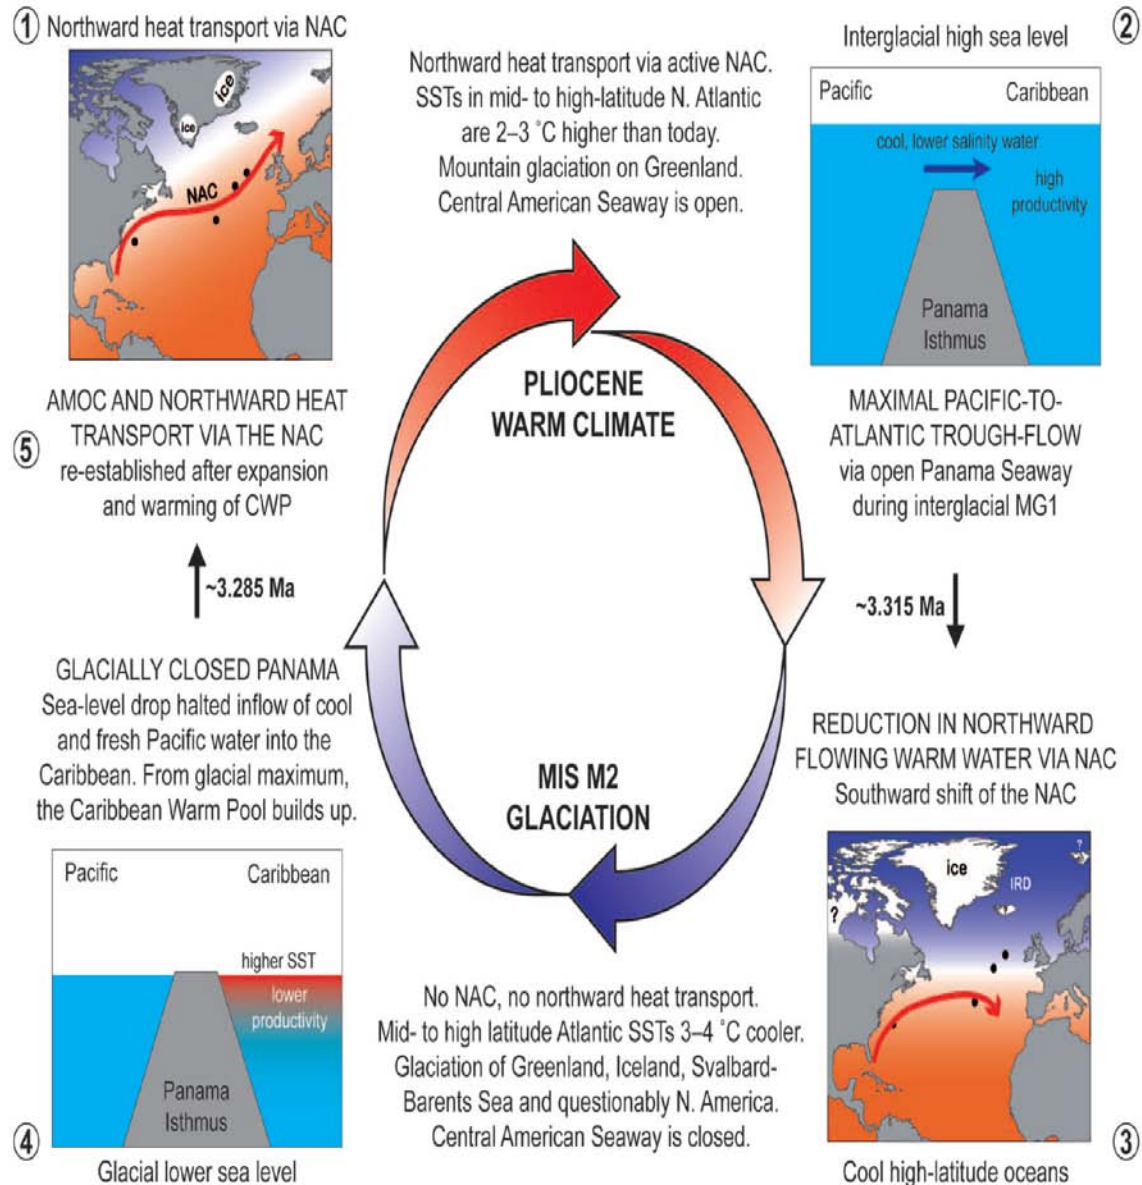 ① Northward heat transport via NAC
ice
ice
NAC
Northward heat transport via active NAC.
SSTs in mid- to high-latitude N. Atlantic
are 2–3 ˚C higher than today.
Mountain glaciation on Greenland.
Central American Seaway is open.
②
Interglacial high sea level
Pacific Caribbean
cool, lower salinity water
high
productivity
Panama
Isthmus
PLIOCENE
WARM CLIMATE
MAXIMAL PACIFIC-TO-
ATLANTIC TROUGH-FLOW
via open Panama Seaway
during interglacial MG1
~3.315 Ma
REDUCTION IN NORTHWARD
FLOWING WARM WATER VIA NAC
Southward shift of the NAC
ice
IRD
?
?
?
③
Cool high-latitude oceans
MIS M2
GLACIATION
No NAC, no northward heat transport.
Mid- to high latitude Atlantic SSTs 3–4 ˚C cooler.
Glaciation of Greenland, Iceland, Svalbard-
Barents Sea and questionably N. America.
Central American Seaway is closed.
GLACIALLY CLOSED PANAMA
Sea-level drop halted inflow of cool
and fresh Pacific water into the
Caribbean. From glacial maximum,
the Caribbean Warm Pool builds up.
Pacific Caribbean
higher SST
lower
productivity
Panama
Isthmus
④
Glacial lower sea level
~3.285 Ma
⑤
AMOC AND NORTHWARD HEAT
TRANSPORT VIA THE NAC
re-established after expansion
and warming of CWP